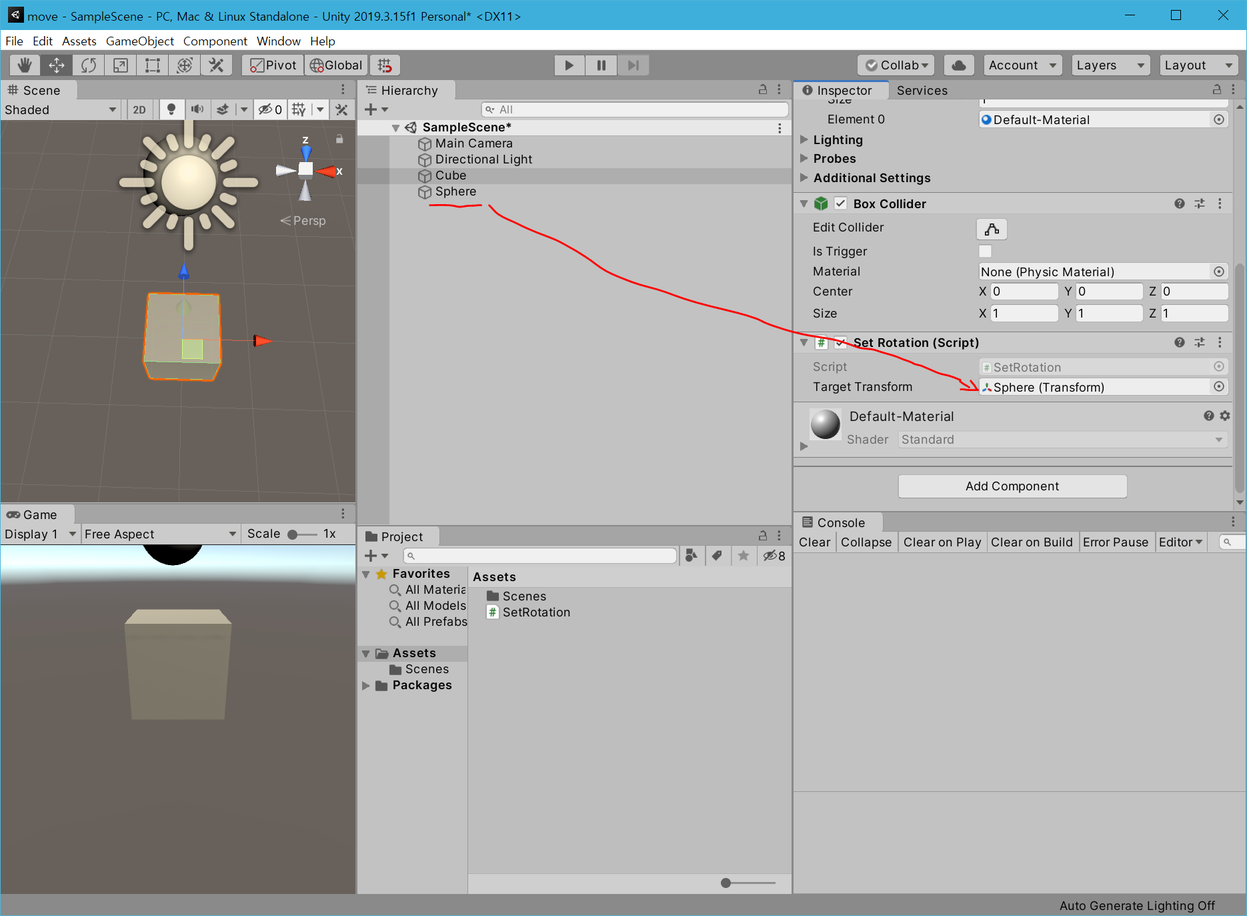 move - SampleScene - PC, Mac & Linux Standalone - Unity 2019.3.15f1 Personal* <DX11>
File Edit Assets GameObject Component Window Help
Pivot Global Collab Account Layers Layout
Scene
Shaded 2D 0
Z
X
Persp
Hierarchy
All
SampleScene*
Main Camera
Directional Light
Cube
Sphere
Inspector Services
Size 1
Element 0 Default-Material
Lighting
Probes
Additional Settings
Box Collider
Edit Collider
Is Trigger
Material None (Physic Material)
Center X 0 Y 0 Z 0
Size X 1 Y 1 Z 1
# Set Rotation (Script)
Script # SetRotation
Target Transform Sphere (Transform)
Default-Material
Shader Standard
Add Component
Game
Display 1 Free Aspect Scale 1x
Project
8
Favorites
All Materia
All Models
All Prefabs
Assets
Scenes
Packages
Assets
Scenes
# SetRotation
Console
Clear Collapse Clear on Play Clear on Build Error Pause Editor
Auto Generate Lighting Off